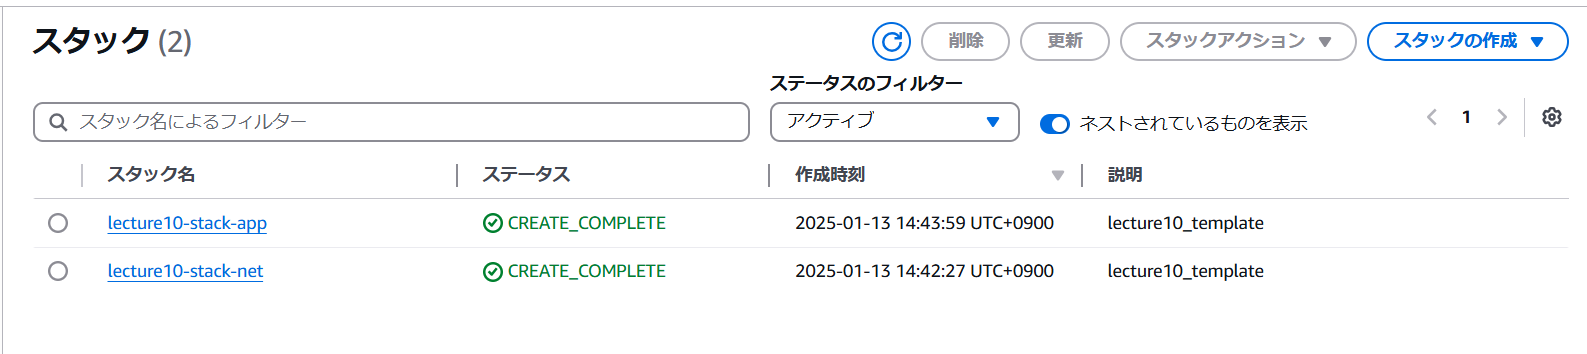 スタック (2)
削除
更新
スタックアクション
スタックの作成
ステータスのフィルター
スタック名によるフィルター
アクティブ
ネストされているものを表示
1
スタック名 ステータス 作成時刻 説明
lecture10-stack-app CREATE_COMPLETE 2025-01-13 14:43:59 UTC+0900 lecture10_template
lecture10-stack-net CREATE_COMPLETE 2025-01-13 14:42:27 UTC+0900 lecture10_template